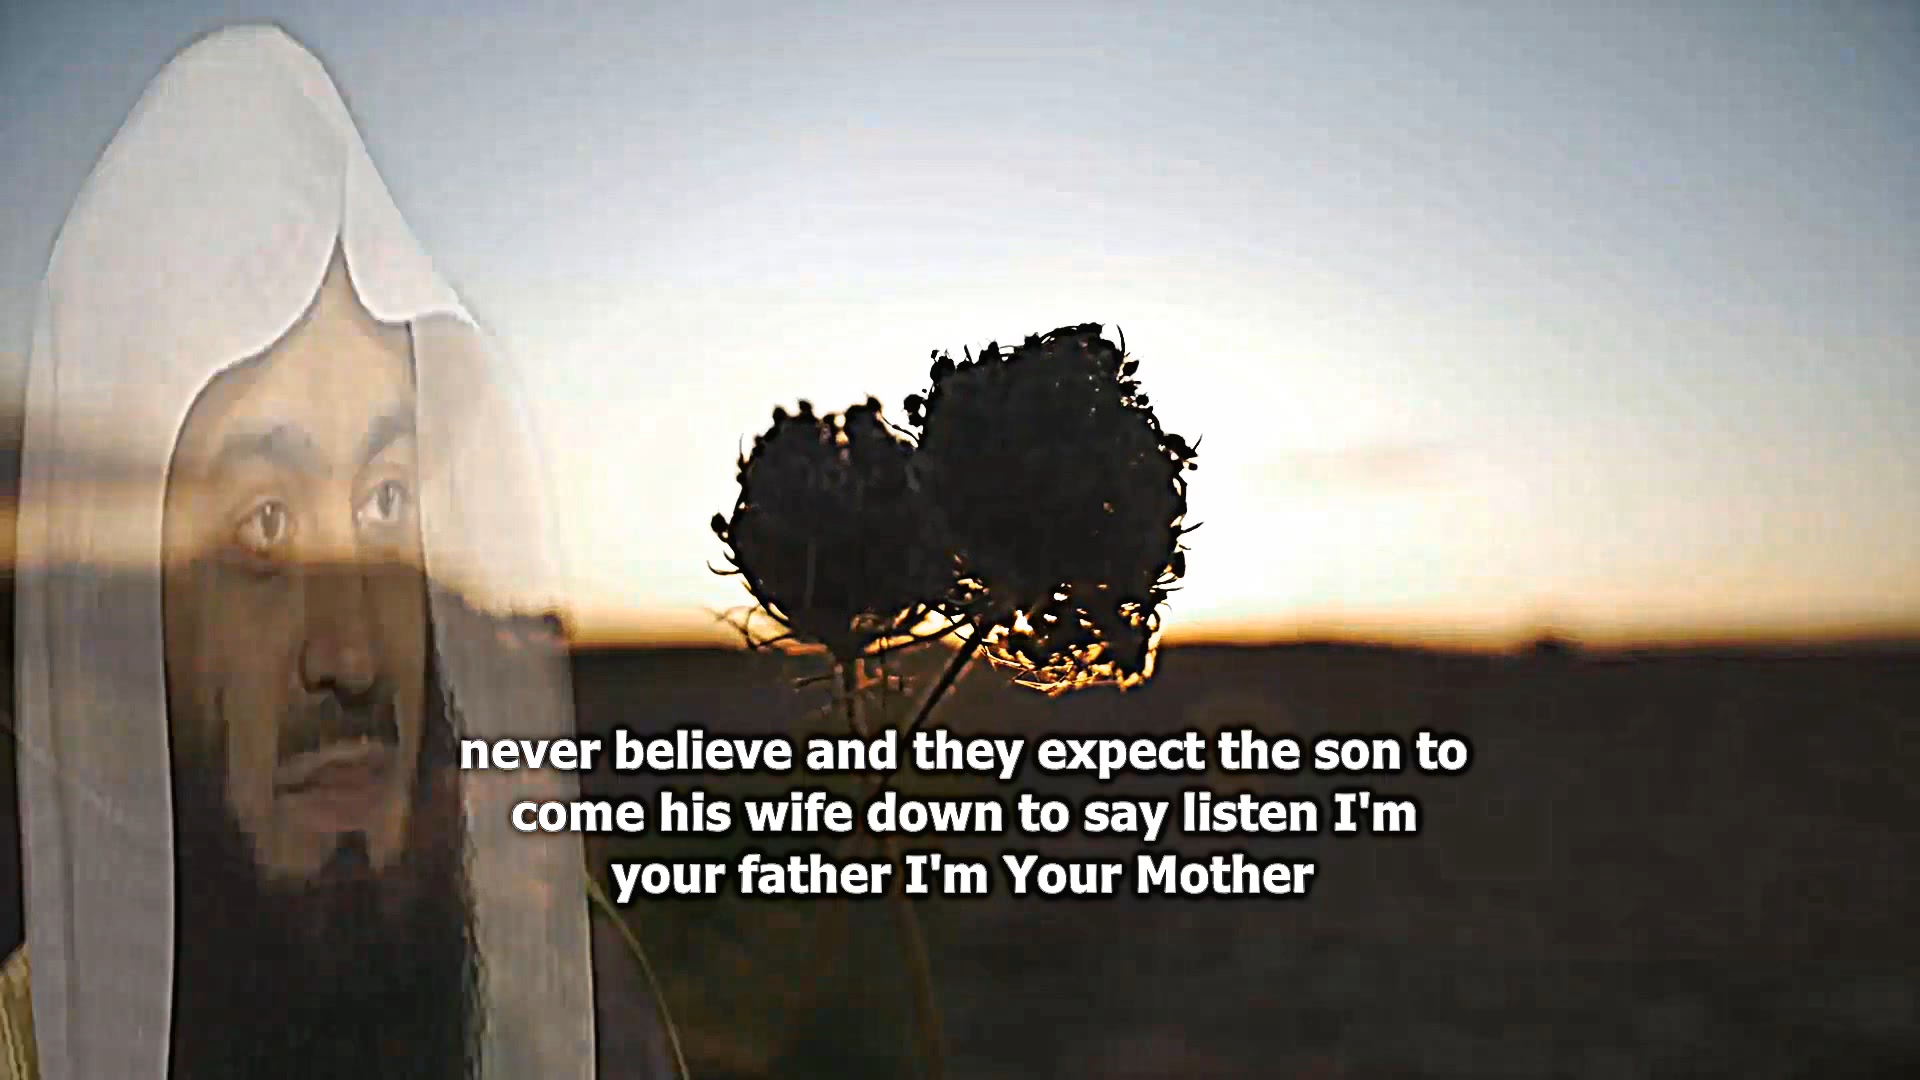 never believe and they expect the son to
come his wife down to say listen I'm
your father I'm Your Mother